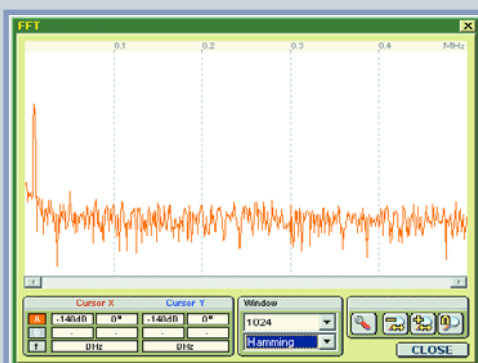 FFT
0.1 0.2 0.3 0.4 MHz
Cursor X Cursor Y Window
A -140dB 0° -140dB 0° 1024
- - - -
f 0Hz 0Hz Hamming
CLOSE